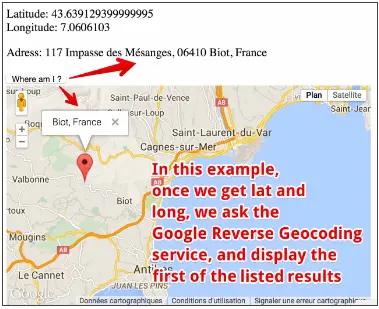 Latitude: 43.639129399999995
Longitude: 7.0606103
Adress: 117 Impasse des Mésanges, 06410 Biot, France
Where am I ?
Plan
Satellite
Biot, France
Saint-Paul-de-Vence
Saint-Laurent-du-Var
Cagnes-sur-Mer
A8
Valbonne
Biot
Mougins
A8
Le Cannet
Antibes
JUAN LES PINS
In this example,
once we get lat and
long, we ask the
Google Reverse Geocoding
service, and display the
first of the listed results
Google
Données cartographiques
Conditions d'utilisation
Signaler une erreur cartographique